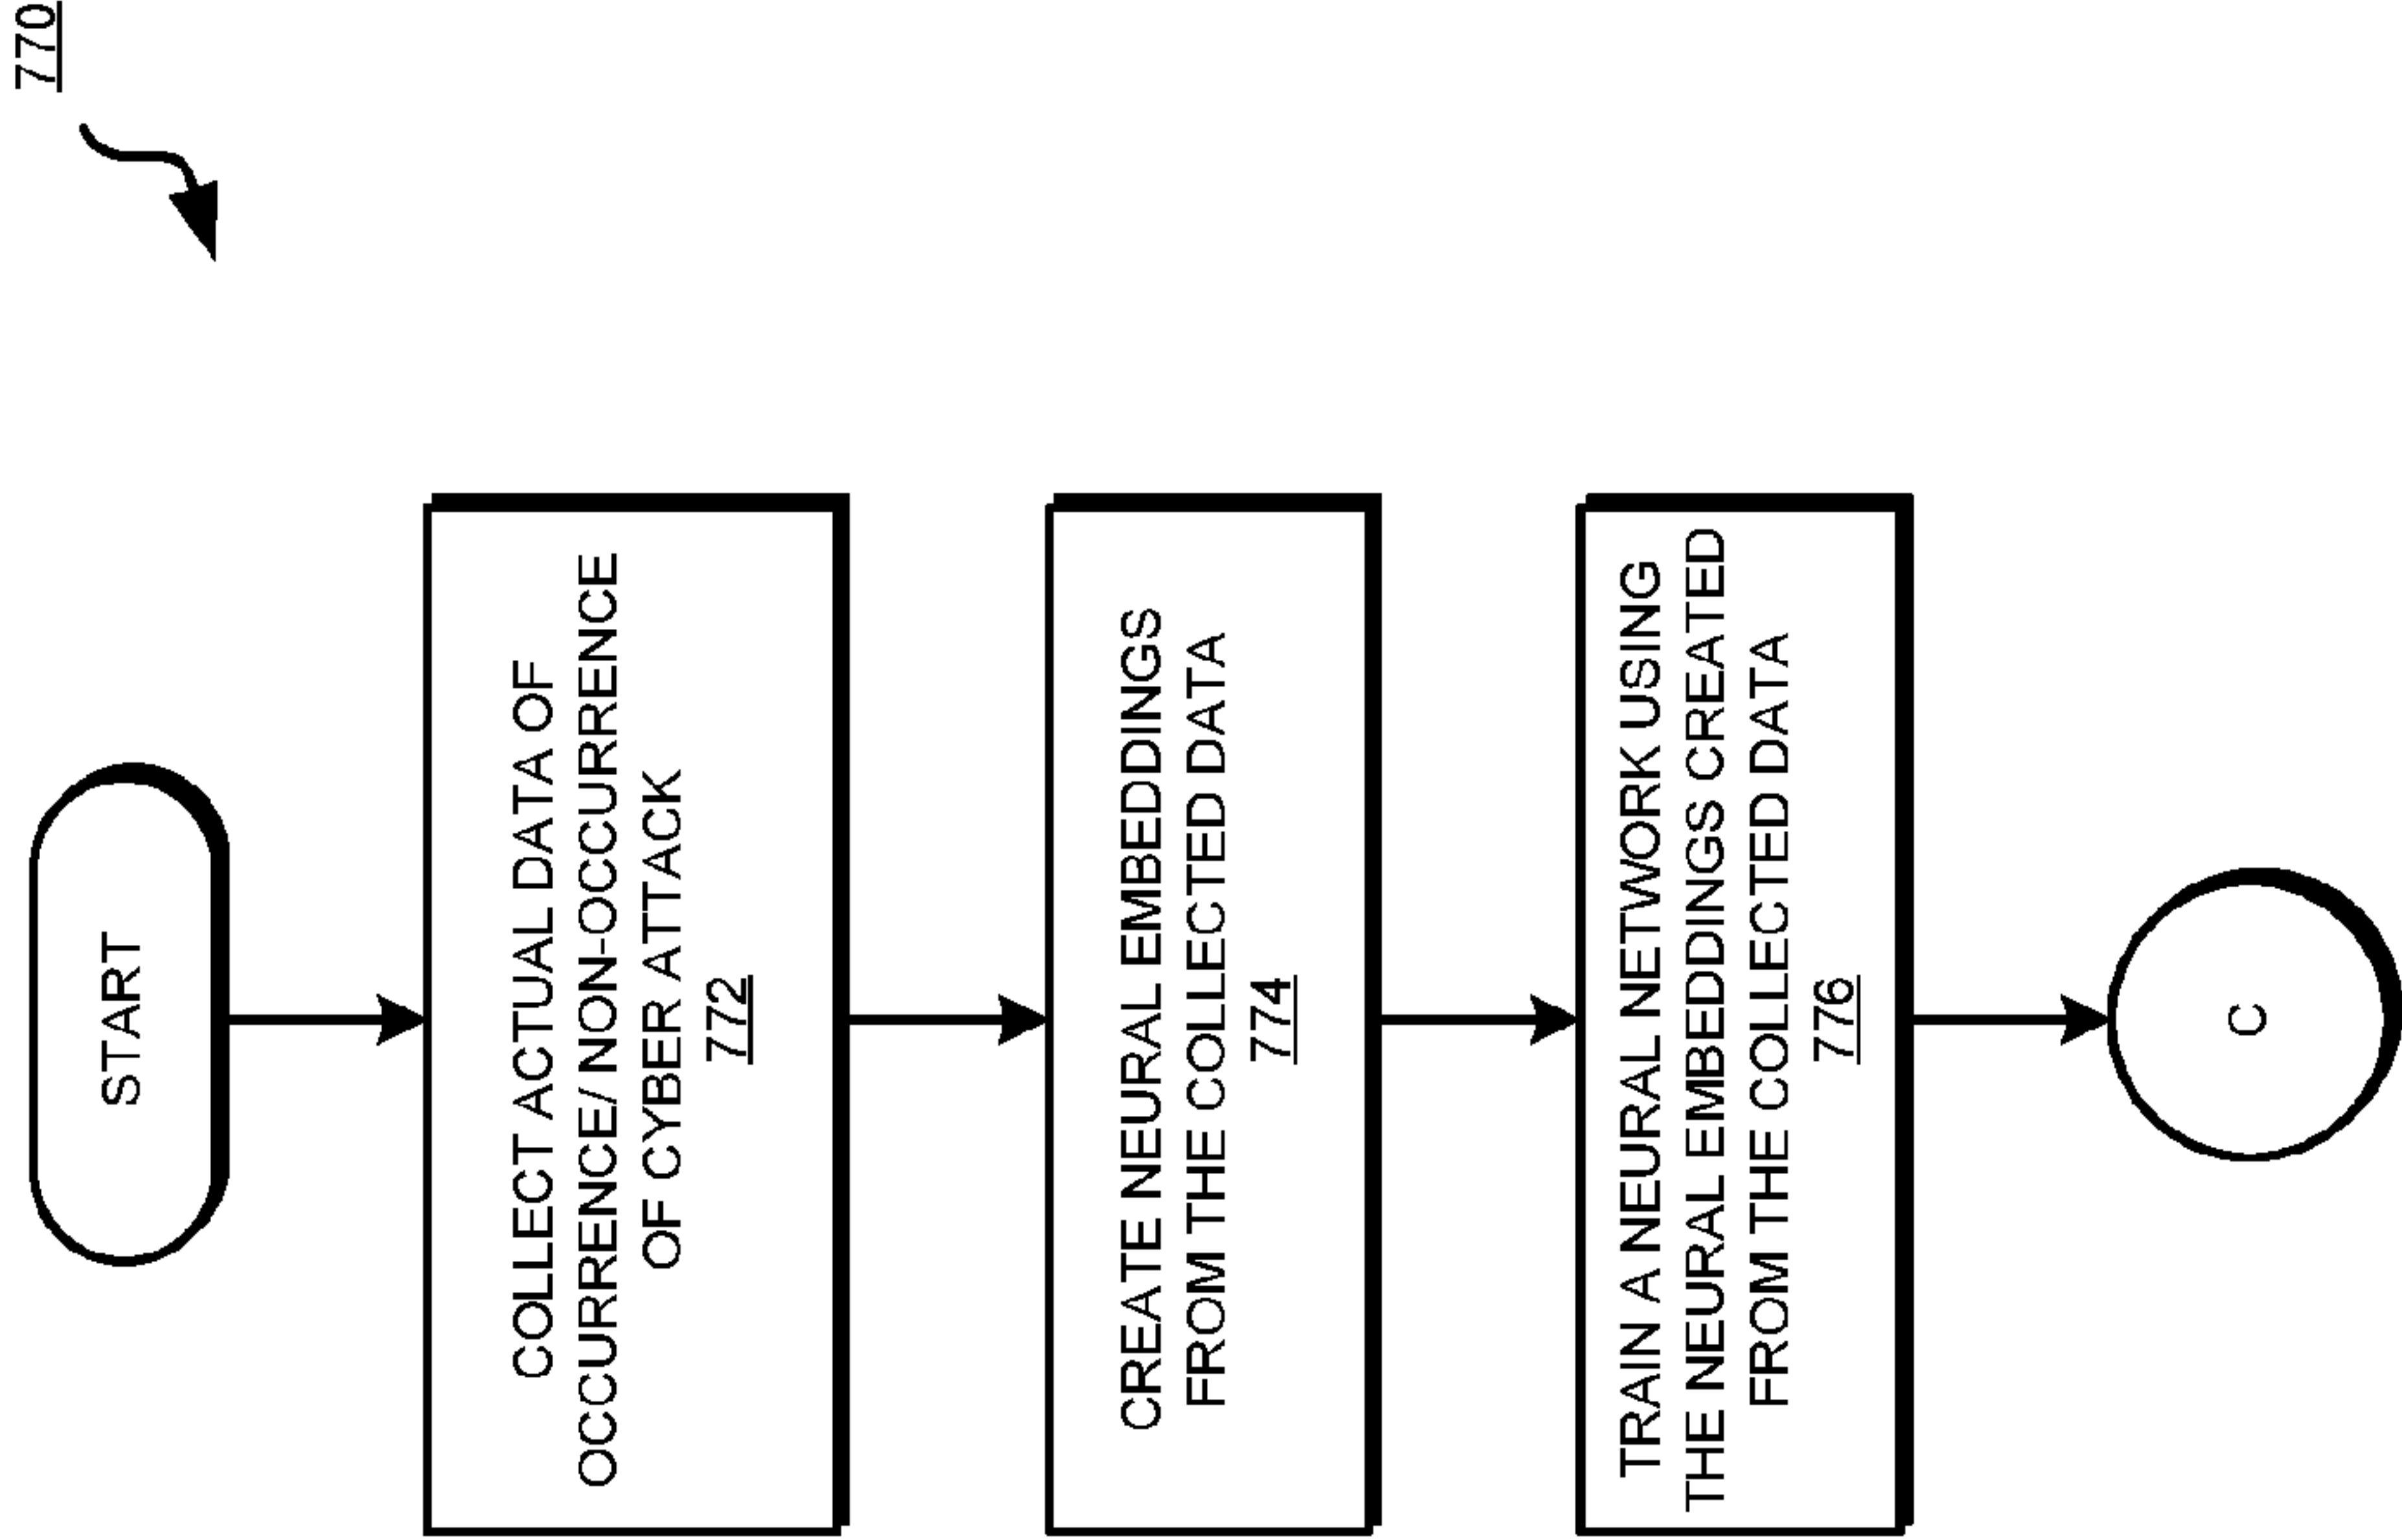 770
START
COLLECT ACTUAL DATA OF
OCCURRENCE/ NON-OCCURRENCE
OF CYBER ATTACK
772
CREATE NEURAL EMBEDDINGS
FROM THE COLLECTED DATA
774
TRAIN A NEURAL NETWORK USING
THE NEURAL EMBEDDINGS CREATED
FROM THE COLLECTED DATA
776
C